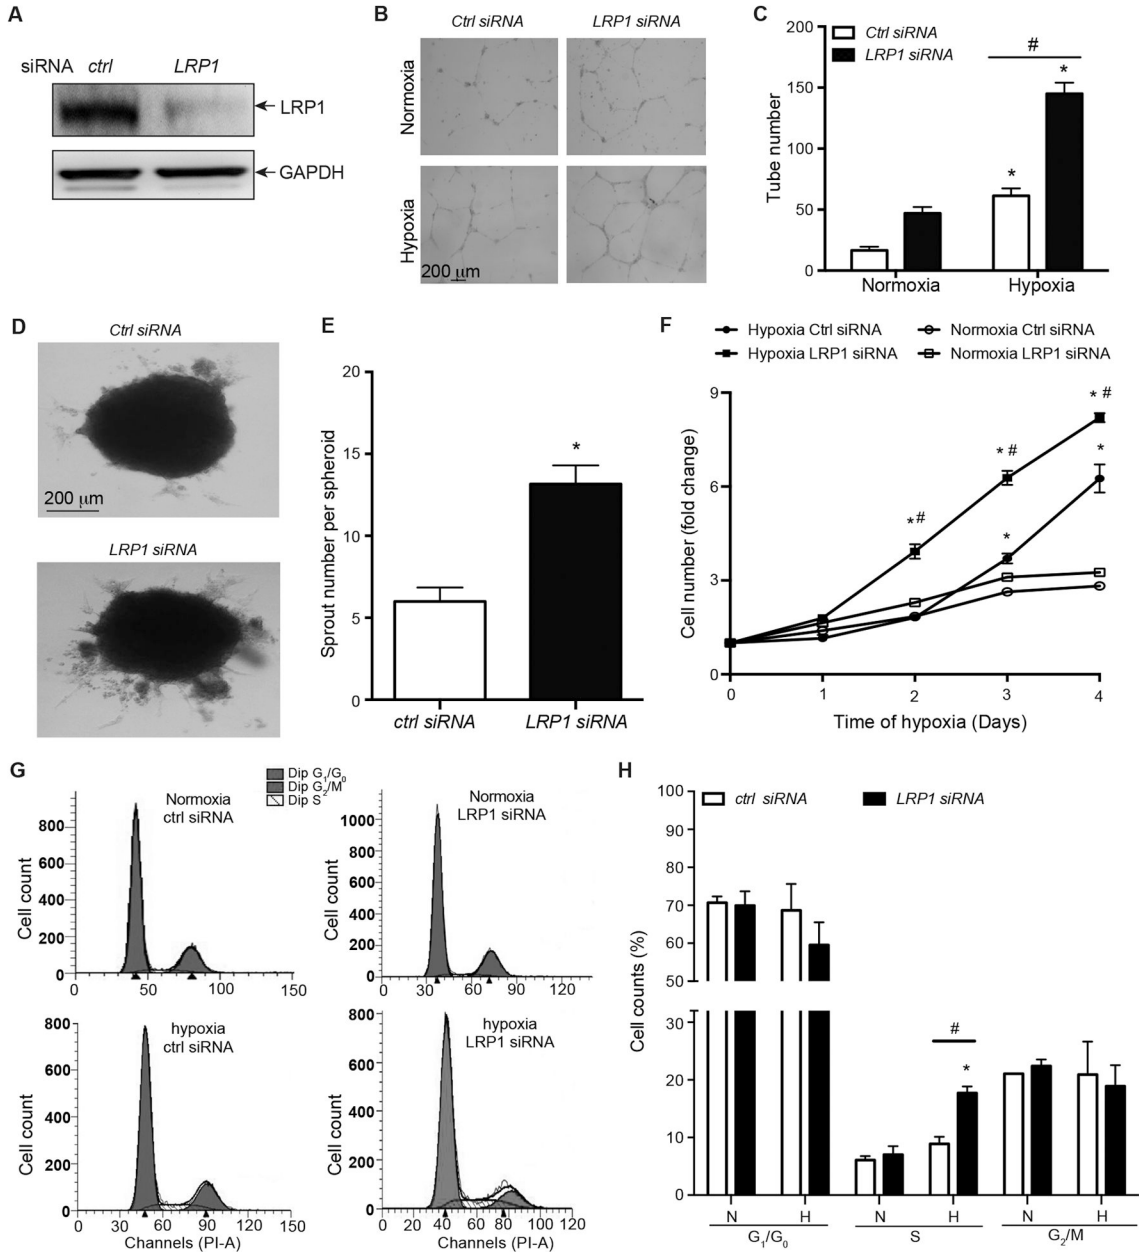 A
siRNA ctrl LRP1
LRP1
GAPDH
B
Ctrl siRNA LRP1 siRNA
Normoxia
Hypoxia
200 μm
C
Ctrl siRNA
LRP1 siRNA
#
*
*
Tube number
200
150
100
50
0
Normoxia Hypoxia
D
Ctrl siRNA
200 μm
LRP1 siRNA
E
Sprout number per spheroid
20
15
10
5
0
*
ctrl siRNA LRP1 siRNA
F
Hypoxia Ctrl siRNA Normoxia Ctrl siRNA
Hypoxia LRP1 siRNA Normoxia LRP1 siRNA
Cell number (fold change)
9
6
3
0
* #
*
* #
*
* #
0 1 2 3 4
Time of hypoxia (Days)
G
Dip G1/G0
Dip G2/M
Dip S
Normoxia
ctrl siRNA
Cell count
800
600
400
200
0
0 50 100 150
Normoxia
LRP1 siRNA
Cell count
1000
800
600
400
200
0
0 30 60 90 120
hypoxia
ctrl siRNA
Cell count
800
600
400
200
0
0 30 60 90 120 150
Channels (PI-A)
hypoxia
LRP1 siRNA
Cell count
800
600
400
200
0
0 20 40 60 80 100 120
Channels (PI-A)
H
ctrl siRNA LRP1 siRNA
Cell counts (%)
100
90
80
70
60
50
30
20
10
0
#
*
N H N H N H
G1/G0 S G2/M